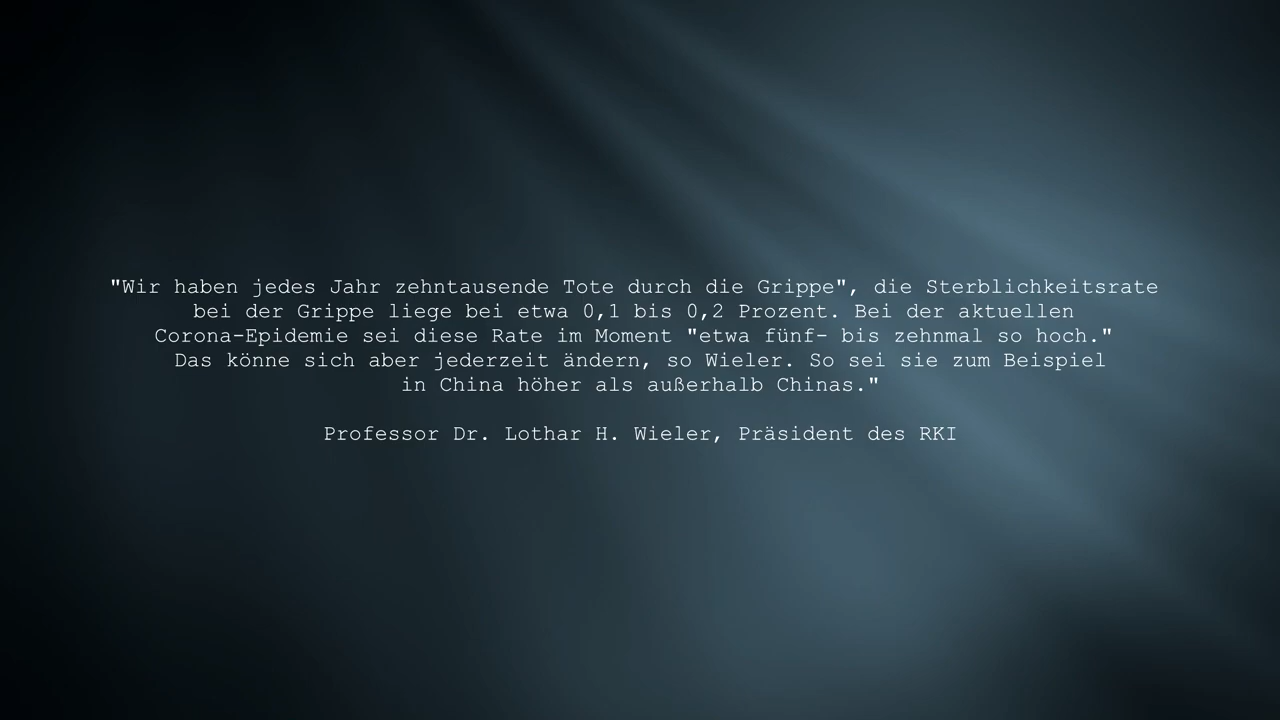 "Wir haben jedes Jahr zehntausende Tote durch die Grippe", die Sterblichkeitsrate
bei der Grippe liege bei etwa 0,1 bis 0,2 Prozent. Bei der aktuellen
Corona-Epidemie sei diese Rate im Moment "etwa fünf- bis zehnmal so hoch."
Das könne sich aber jederzeit ändern, so Wieler. So sei sie zum Beispiel
in China höher als außerhalb Chinas."
Professor Dr. Lothar H. Wieler, Präsident des RKI